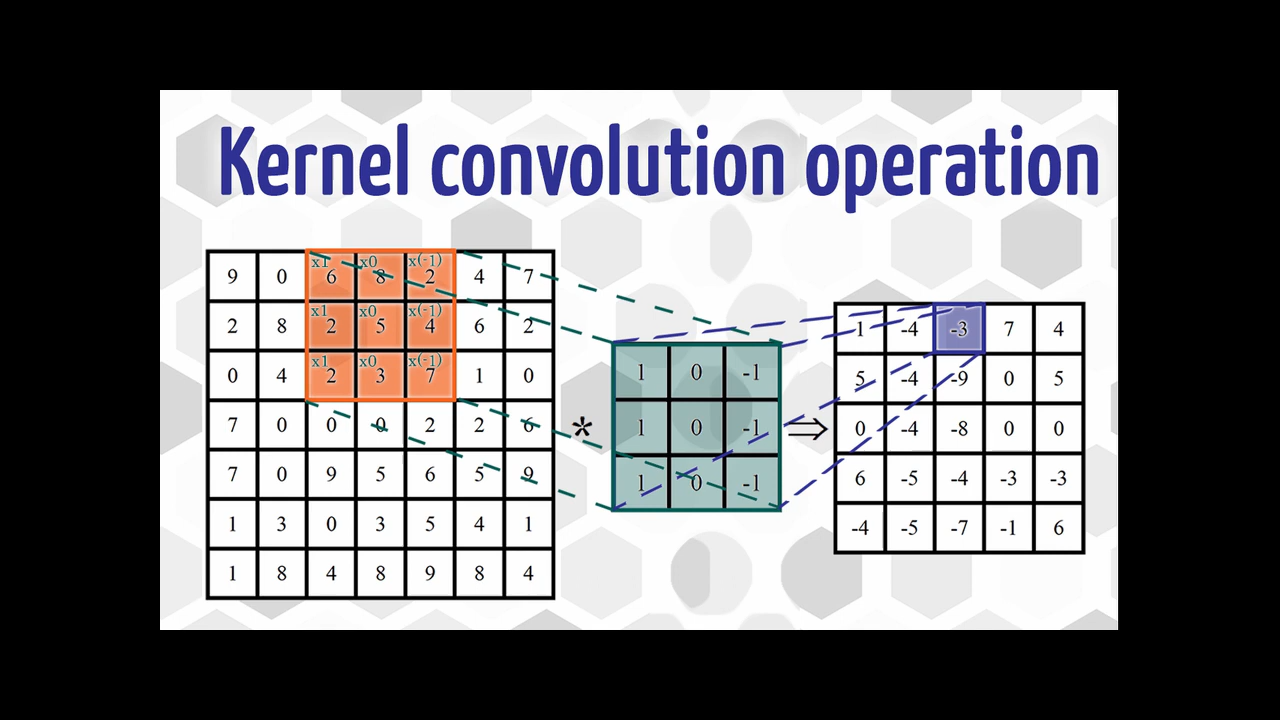 Kernel convolution operation
9 0 x1 6 x0 8 x(-1) 2 4 7
2 8 x1 2 x0 5 x(-1) 4 6 2
0 4 x1 2 x0 3 x(-1) 7 1 0
7 0 0 0 2 2 6
7 0 9 5 6 5 9
1 3 0 3 5 4 1
1 8 4 8 9 8 4
*
1 0 -1
1 0 -1
1 0 -1
⇒
1 -4 -3 7 4
5 -4 -9 0 5
0 -4 -8 0 0
6 -5 -4 -3 -3
-4 -5 -7 -1 6